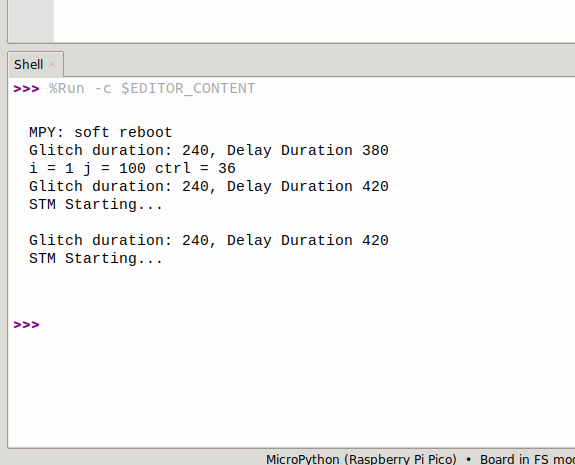 Shell ×
>>> %Run -c $EDITOR_CONTENT
MPY: soft reboot
Glitch duration: 240, Delay Duration 380
i = 1 j = 100 ctrl = 36
Glitch duration: 240, Delay Duration 420
STM Starting...
Glitch duration: 240, Delay Duration 420
STM Starting...
>>>
MicroPython (Raspberry Pi Pico) • Board in FS mo